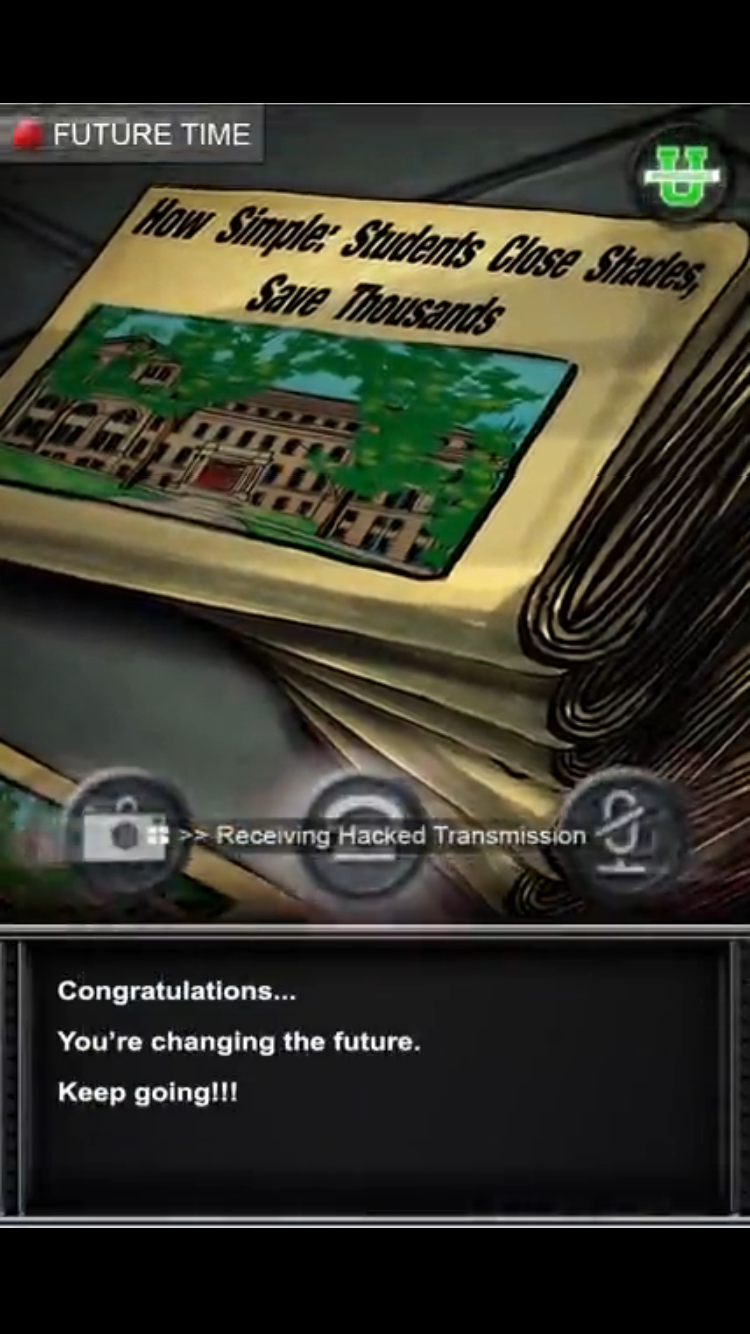 FUTURE TIME
How Simple: Students Close Shades,
Save Thousands
>> Receiving Hacked Transmission
Congratulations...
You're changing the future.
Keep going!!!